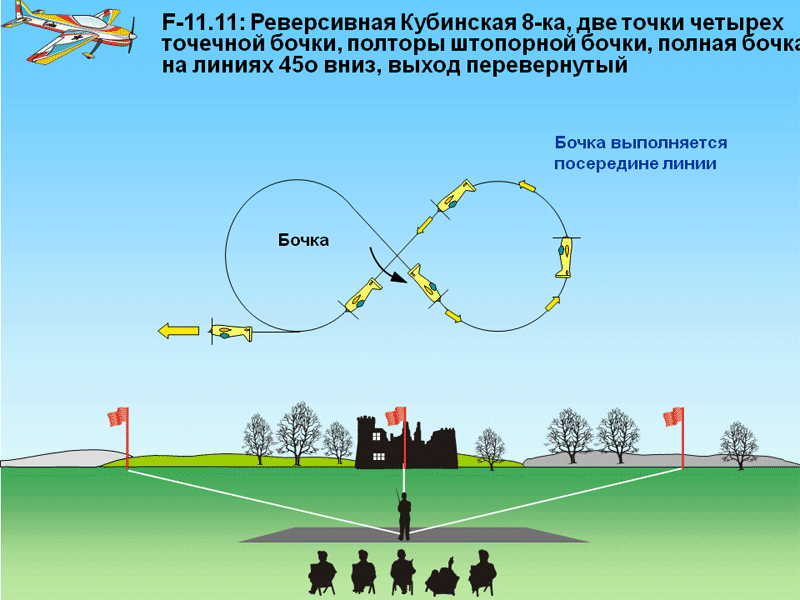 F-11.11: Реверсивная Кубинская 8-ка, две точки четырех
точечной бочки, полторы штопорной бочки, полная бочка
на линиях 45о вниз, выход перевернутый
Бочка выполняется
посередине линии
Бочка